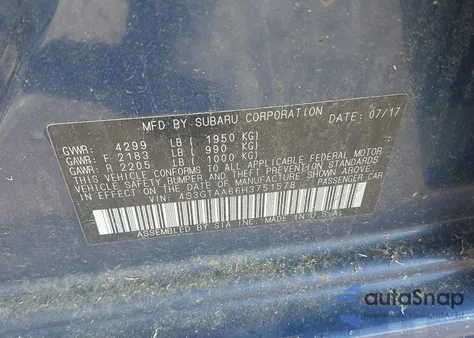 MFD BY SUBARU CORPORATION DATE: 07/17
GWWR: 4299 LB ( 1950 KG)
GAWR: F 2183 LB ( 990 KG)
GAWR: R 2205 LB ( 1000 KG)
THIS VEHICLE CONFORMS TO ALL APPLICABLE FEDERAL MOTOR
VEHICLE SAFETY, BUMPER, AND THEFT PREVENTION STANDARDS
IN EFFECT ON THE DATE OF MANUFACTURE SHOWN ABOVE.
VIN: 4S3GTAA66H3751578 PASSENGER CAR
ASSEMBLED BY SIA INC. MADE IN U.S.A.
autoSnap